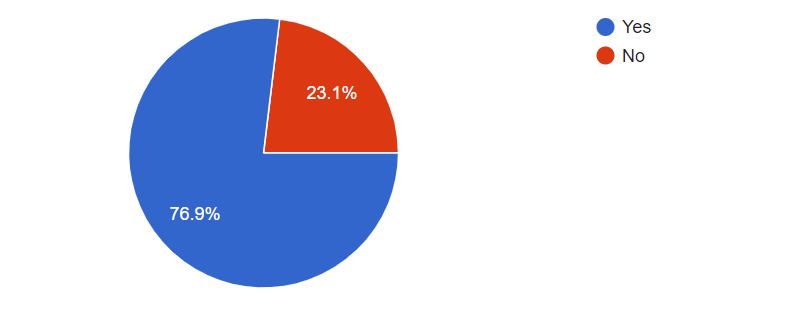 Yes
No
23.1%
76.9%